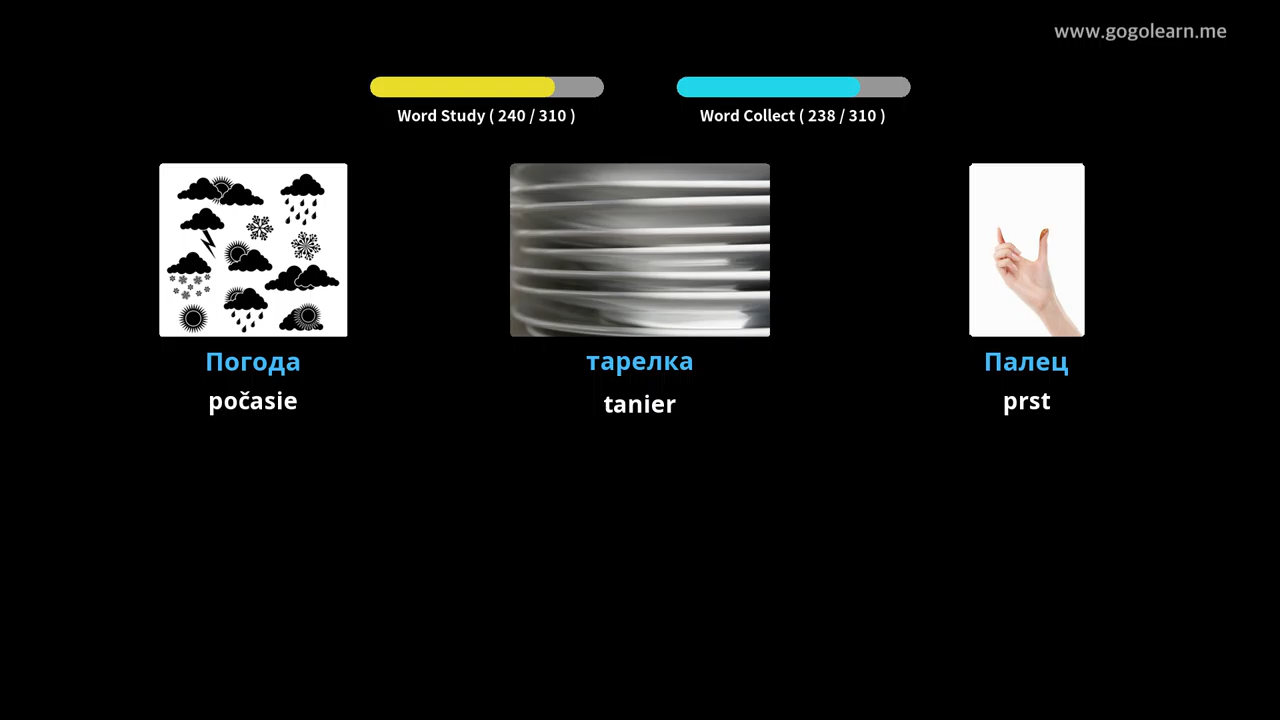 www.gogolearn.me
Word Study ( 240 / 310 )
Word Collect ( 238 / 310 )
Погода
тарелка
Палец
počasie
tanier
prst